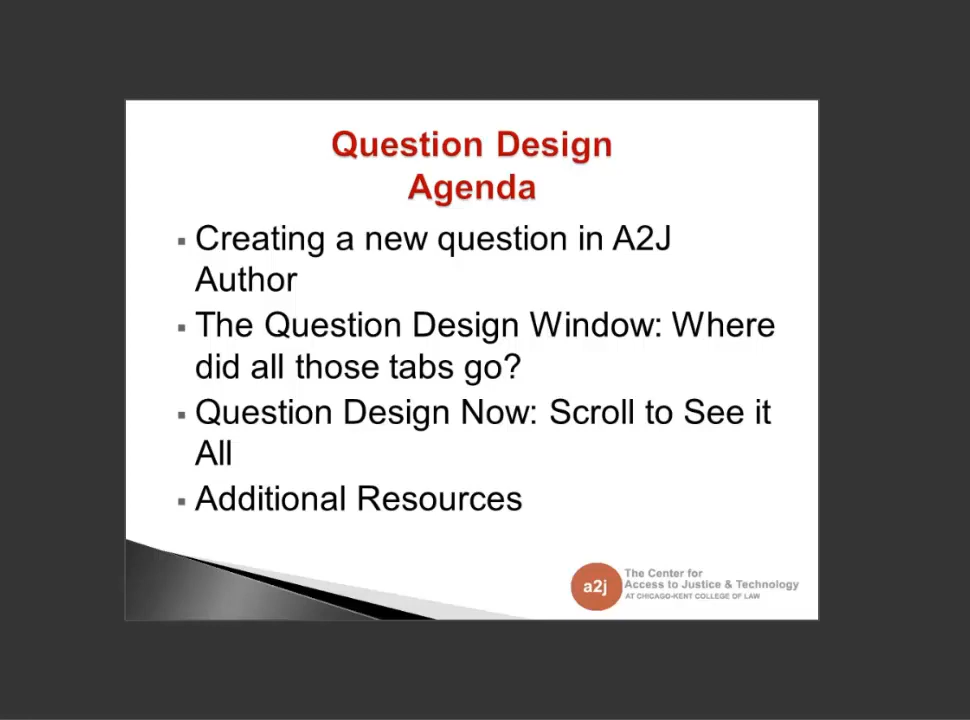 Question Design
Agenda
Creating a new question in A2J
Author
The Question Design Window: Where
did all those tabs go?
Question Design Now: Scroll to See it
All
Additional Resources
a2j
The Center for
Access to Justice & Technology
AT CHICAGO-KENT COLLEGE OF LAW